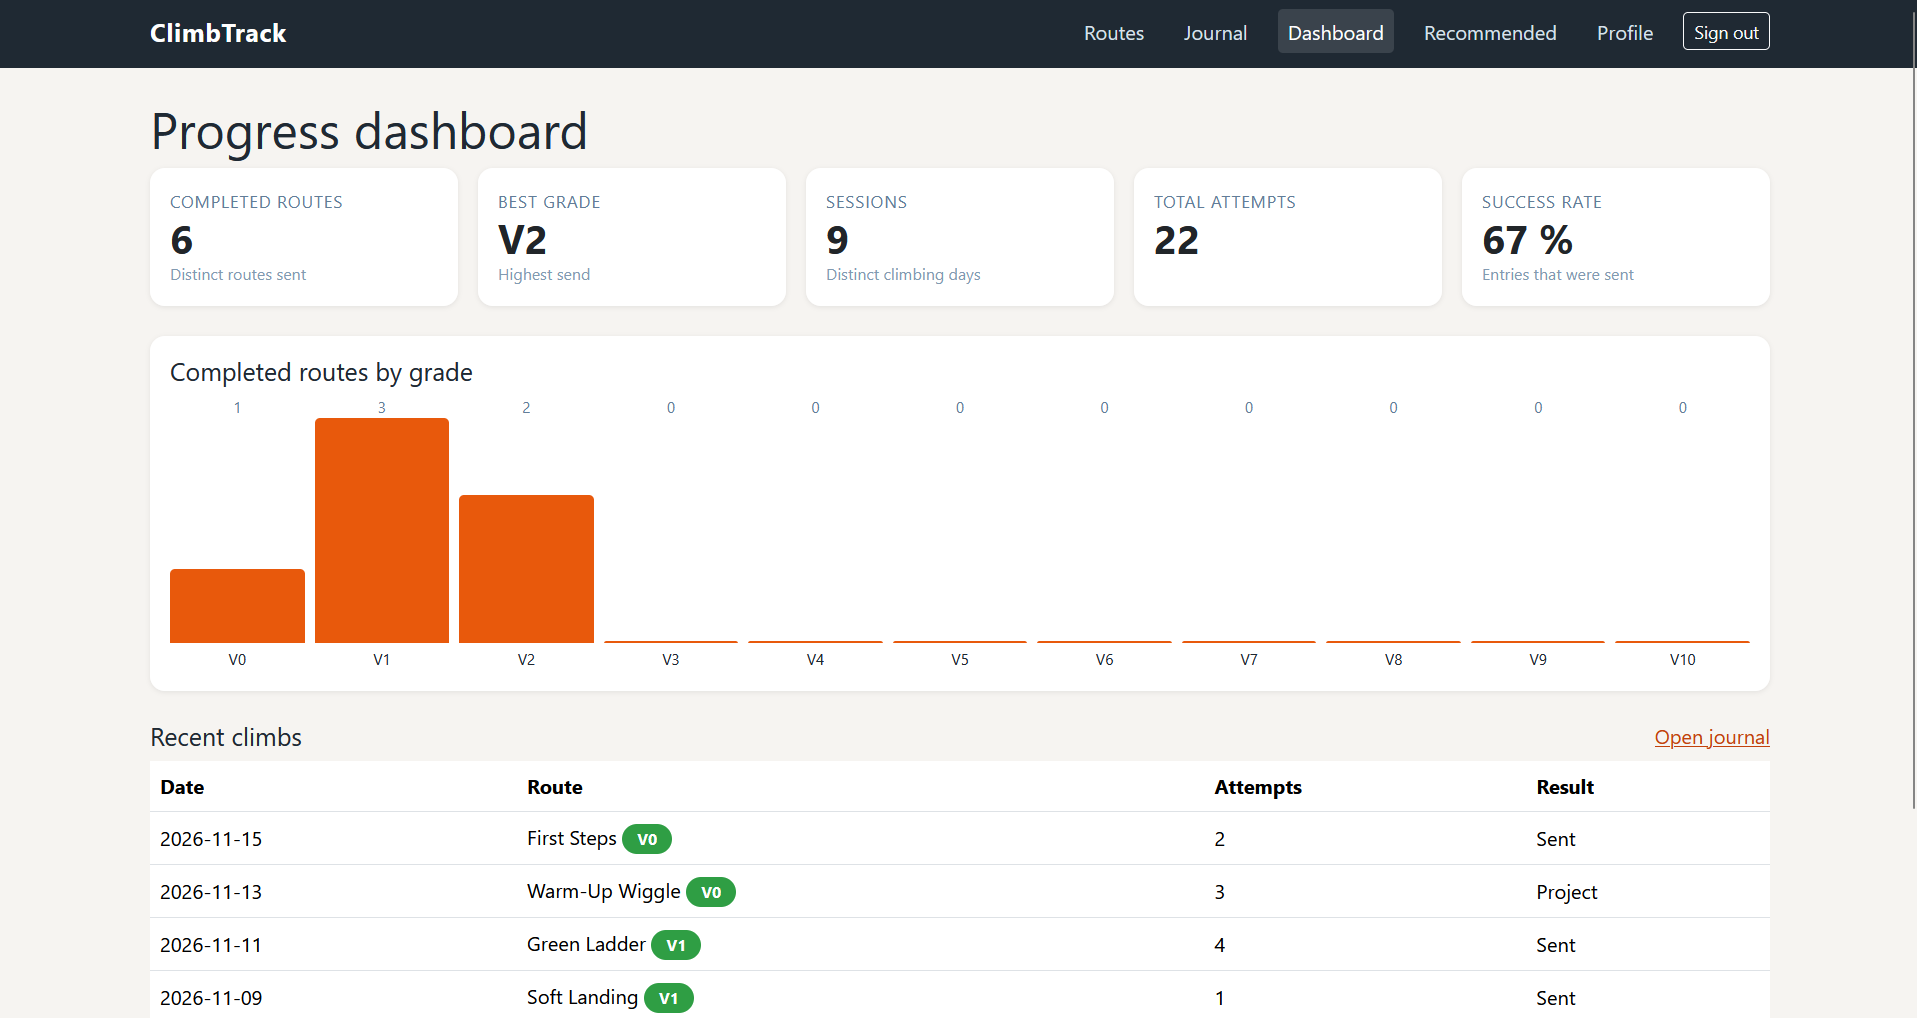 ClimbTrack Routes Journal Dashboard Recommended Profile Sign out
Progress dashboard
COMPLETED ROUTES
6
Distinct routes sent
BEST GRADE
V2
Highest send
SESSIONS
9
Distinct climbing days
TOTAL ATTEMPTS
22
SUCCESS RATE
67 %
Entries that were sent
Completed routes by grade
1 3 2 0 0 0 0 0 0 0 0
V0 V1 V2 V3 V4 V5 V6 V7 V8 V9 V10
Recent climbs Open journal
Date Route Attempts Result
2026-11-15 First Steps V0 2 Sent
2026-11-13 Warm-Up Wiggle V0 3 Project
2026-11-11 Green Ladder V1 4 Sent
2026-11-09 Soft Landing V1 1 Sent